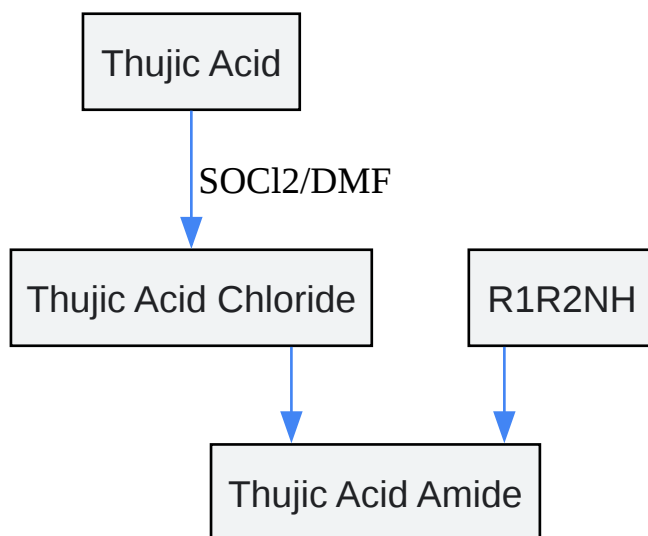 Thujic Acid
SOCl2/DMF
Thujic Acid Chloride
R1R2NH
Thujic Acid Amide